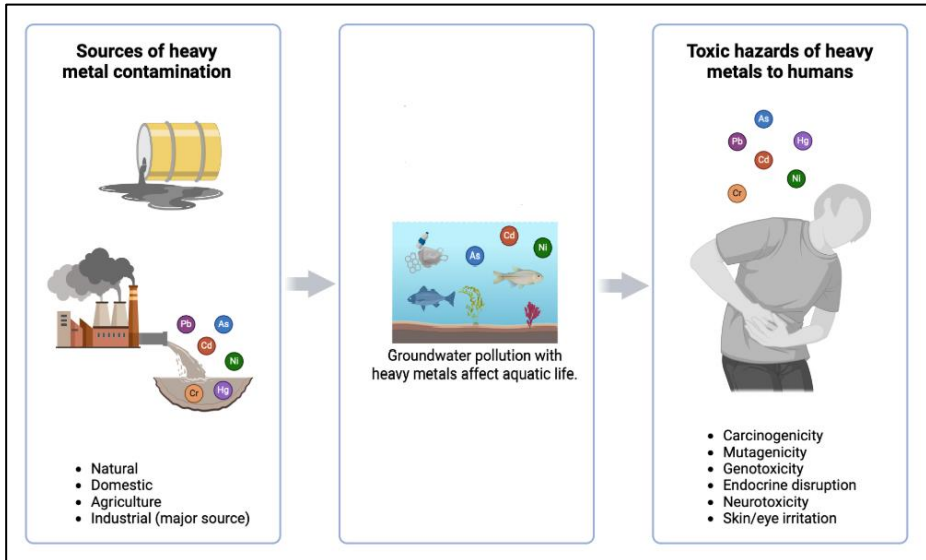 Sources of heavy
metal contamination
Pb
As
Cd
Ni
Cr
Hg
• Natural
• Domestic
• Agriculture
• Industrial (major source)
Cd
Ni
As
Groundwater pollution with
heavy metals affect aquatic life.
Toxic hazards of heavy
metals to humans
As
Pb
Hg
Cd
Ni
Cr
• Carcinogenicity
• Mutagenicity
• Genotoxicity
• Endocrine disruption
• Neurotoxicity
• Skin/eye irritation